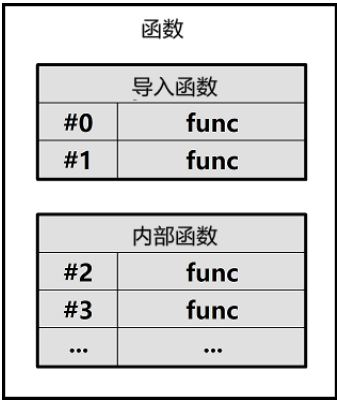 函数
导入函数
#0 func
#1 func
内部函数
#2 func
#3 func
... ...